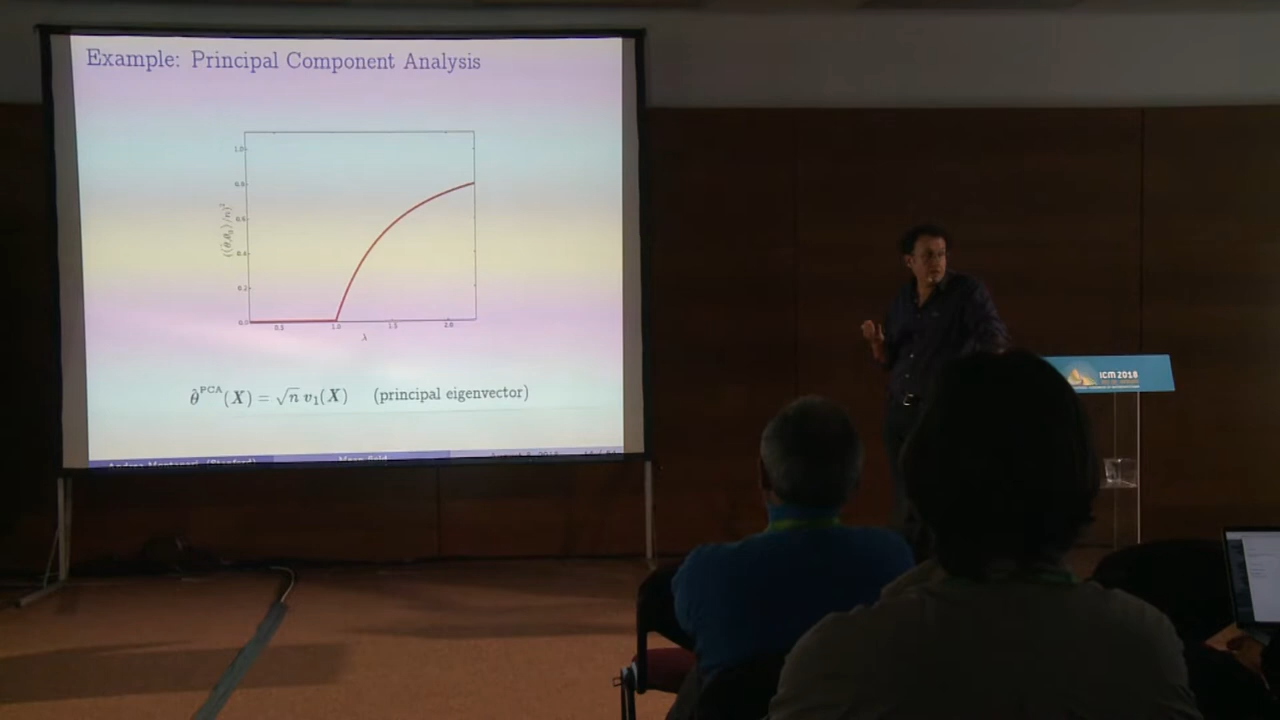 Example: Principal Component Analysis
1.0
0.8
0.6
0.4
0.2
0.0
0.5 1.0 1.5 2.0
λ
θ̂^PCA(X) = √n v₁(X) (principal eigenvector)
(Stanford)
ICM 2018